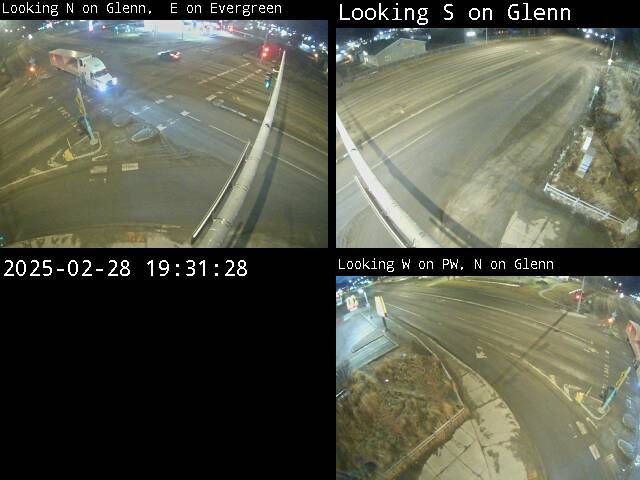 Looking N on Glenn,  E on Evergreen
Looking S on Glenn
2025-02-28 19:31:28
Looking W on PW, N on Glenn